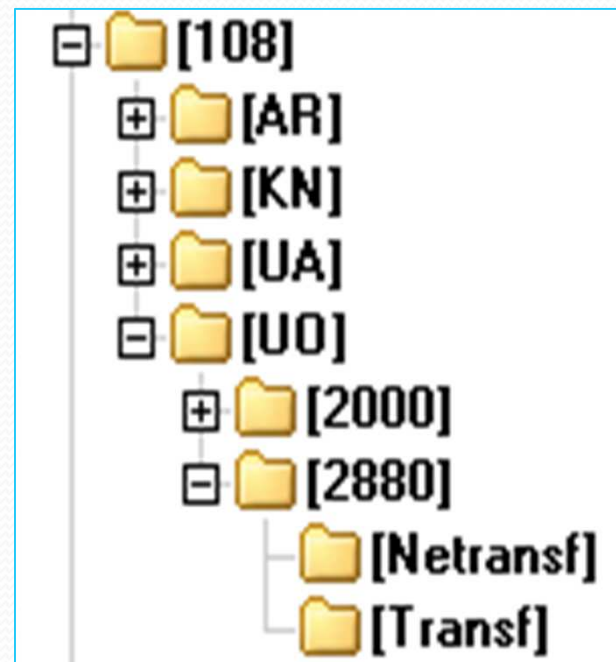 [108]
[AR]
[KN]
[UA]
[UO]
[2000]
[2880]
[Netransf]
[Transf]